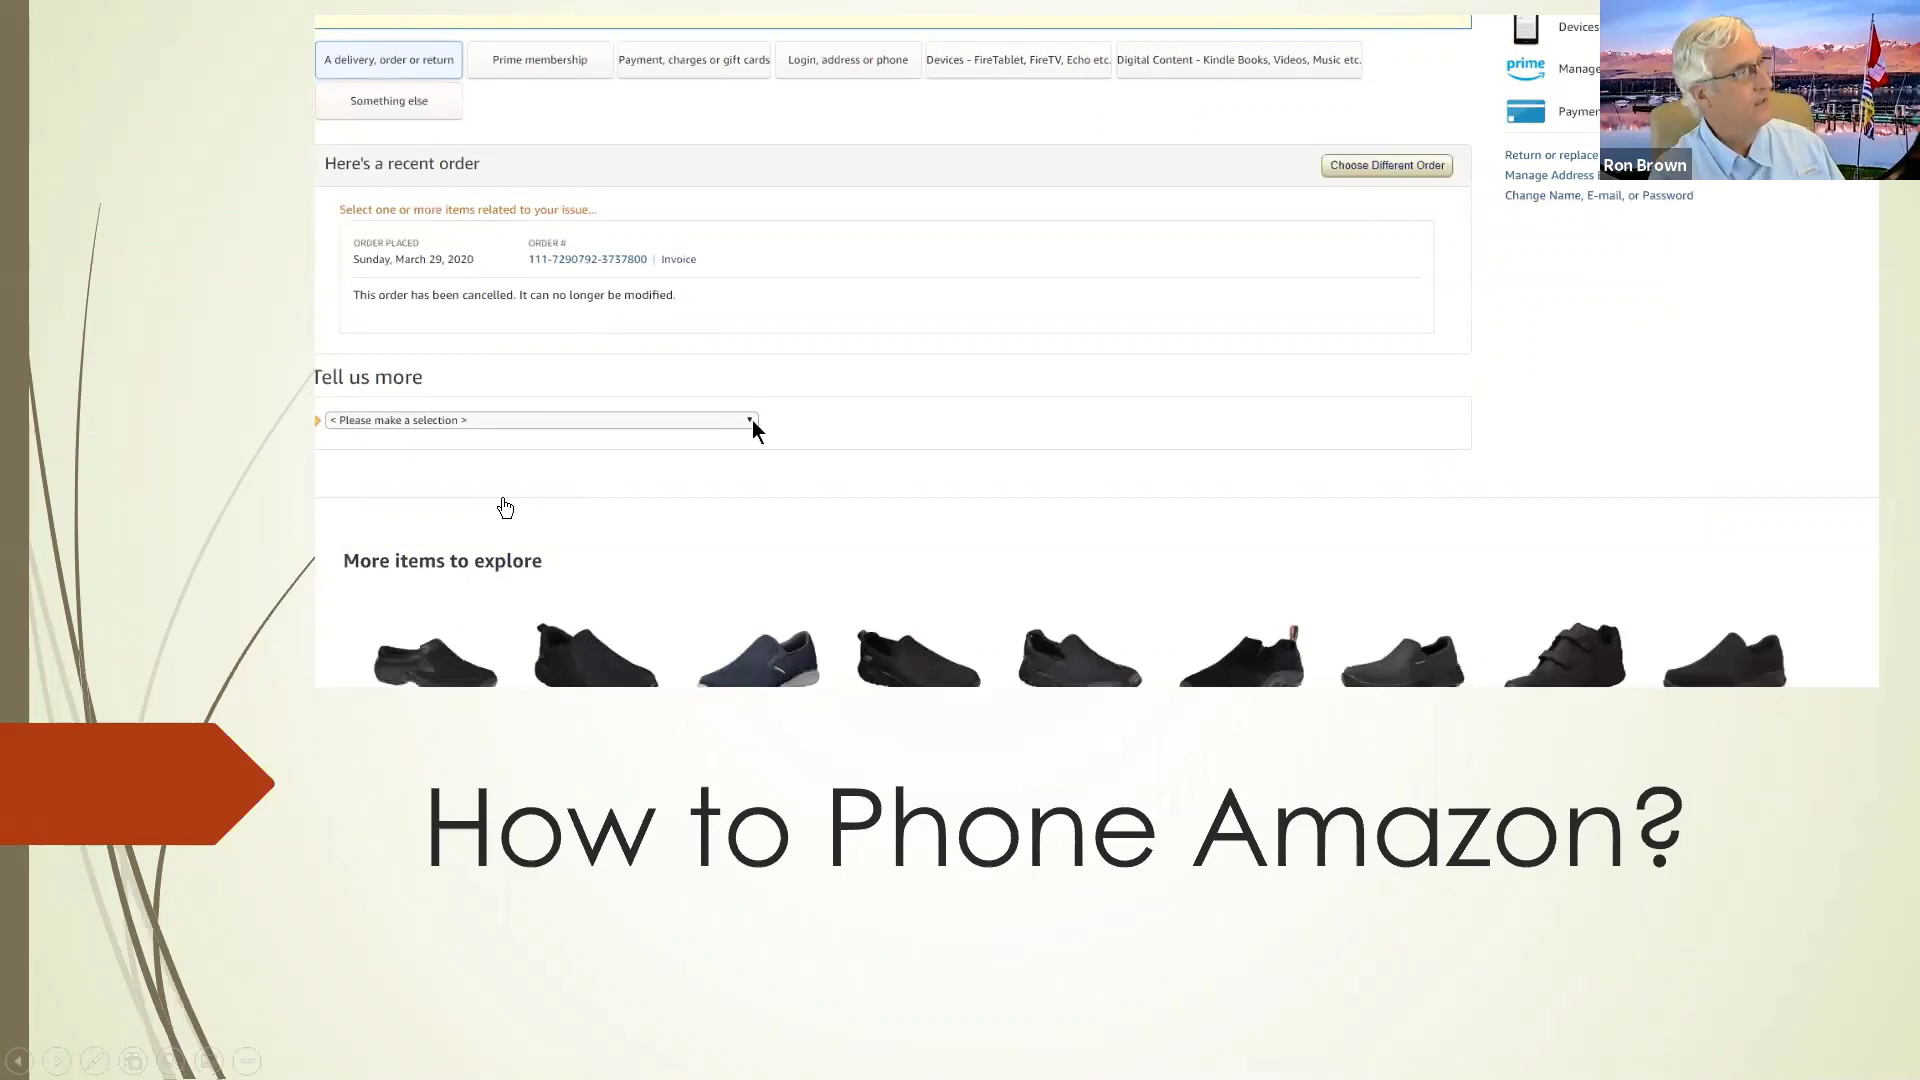 A delivery, order or return
Prime membership
Payment, charges or gift cards
Login, address or phone
Devices - FireTablet, FireTV, Echo etc.
Digital Content - Kindle Books, Videos, Music etc.
Something else
Here's a recent order
Choose Different Order
Select one or more items related to your issue...
ORDER PLACED
ORDER #
Sunday, March 29, 2020
111-7290792-3737800 | Invoice
This order has been cancelled. It can no longer be modified.
Tell us more
< Please make a selection >
More items to explore
Devices
prime
Manage
Paymen
Return or replace
Manage Address
Change Name, E-mail, or Password
Ron Brown
How to Phone Amazon?